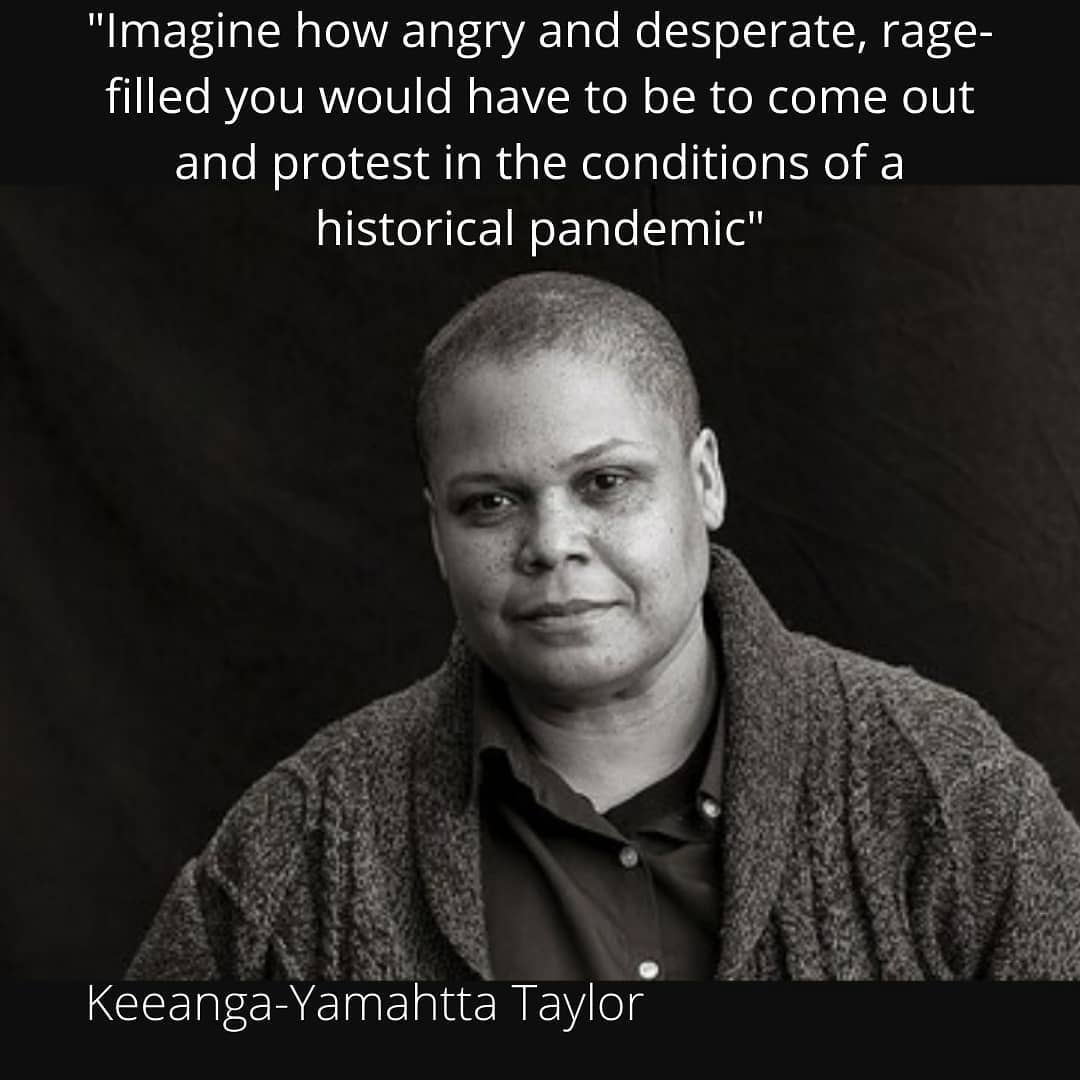 "Imagine how angry and desperate, rage-
filled you would have to be to come out
and protest in the conditions of a
historical pandemic"
Keeanga-Yamahtta Taylor